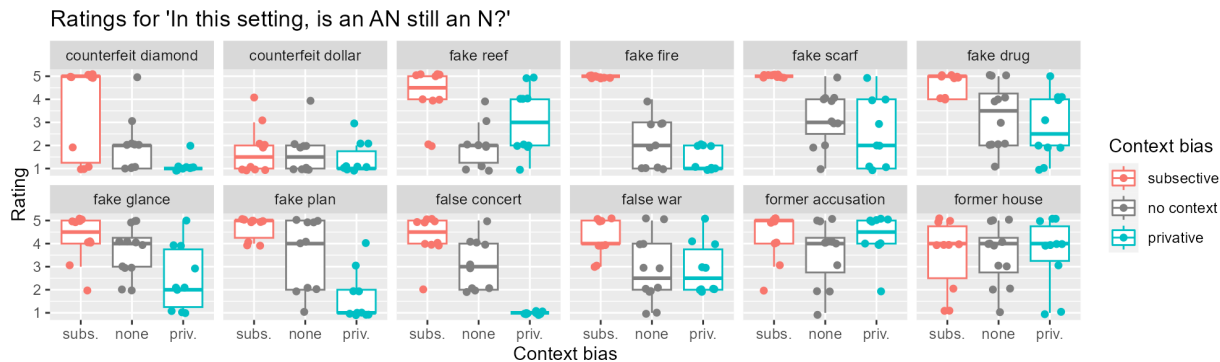 Ratings for 'In this setting, is an AN still an N?'
counterfeit diamond counterfeit dollar fake reef fake fire fake scarf fake drug
5
4
3
2
1
fake glance fake plan false concert false war former accusation former house
5
4
3
2
1
Rating
subs. none priv. subs. none priv. subs. none priv. subs. none priv. subs. none priv. subs. none priv.
Context bias
Context bias
subsective
no context
privative